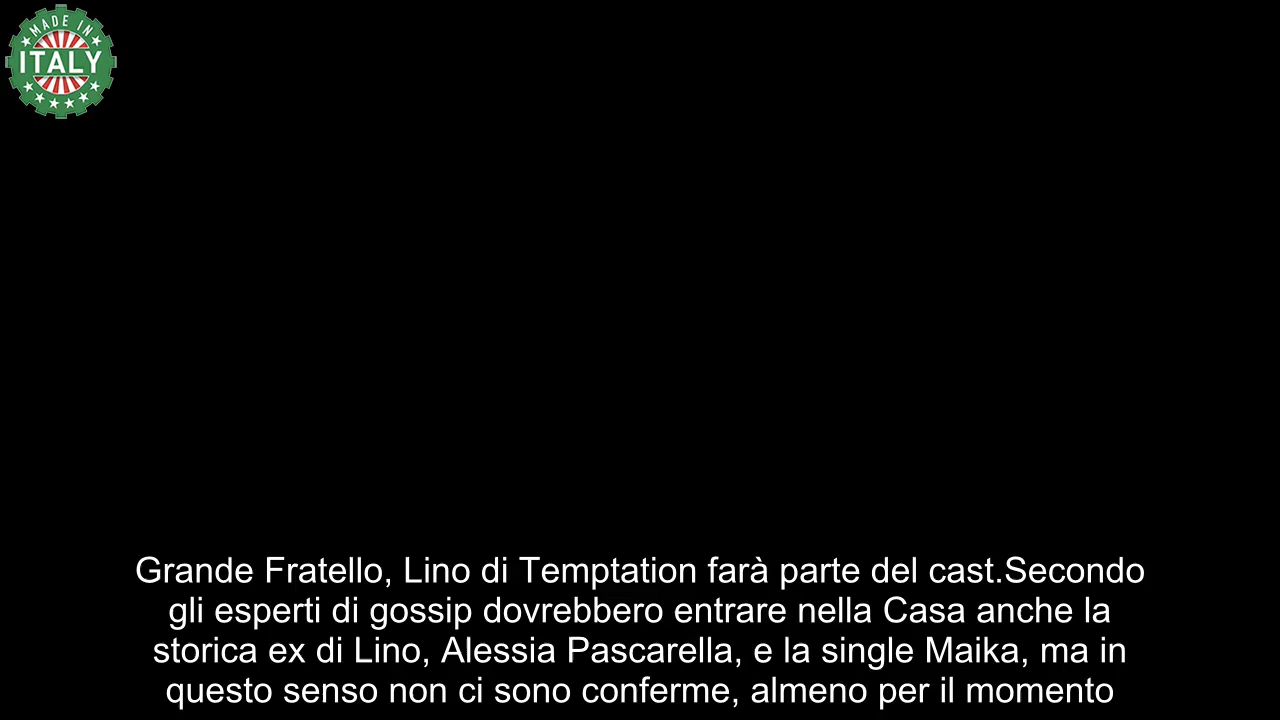 MADE IN
ITALY
Grande Fratello, Lino di Temptation farà parte del cast.Secondo
gli esperti di gossip dovrebbero entrare nella Casa anche la
storica ex di Lino, Alessia Pascarella, e la single Maika, ma in
questo senso non ci sono conferme, almeno per il momento